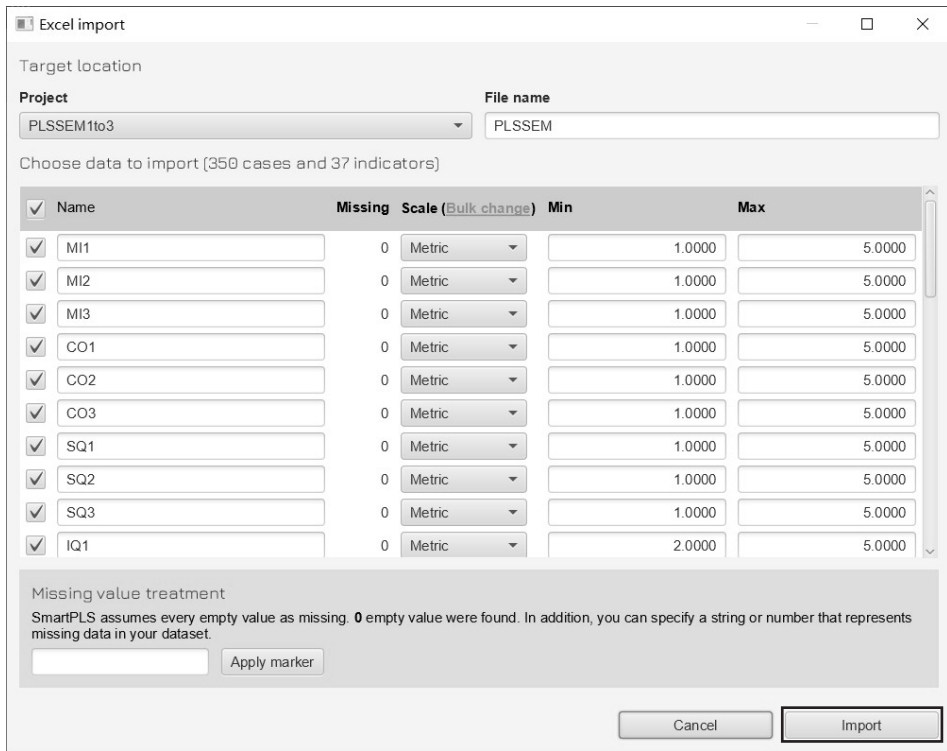 Excel import
Target location
Project File name
PLSSEM1to3 PLSSEM
Choose data to import (350 cases and 37 indicators)
Name Missing Scale (Bulk change) Min Max
MI1 0 Metric 1.0000 5.0000
MI2 0 Metric 1.0000 5.0000
MI3 0 Metric 1.0000 5.0000
CO1 0 Metric 1.0000 5.0000
CO2 0 Metric 1.0000 5.0000
CO3 0 Metric 1.0000 5.0000
SQ1 0 Metric 1.0000 5.0000
SQ2 0 Metric 1.0000 5.0000
SQ3 0 Metric 1.0000 5.0000
IQ1 0 Metric 2.0000 5.0000
Missing value treatment
SmartPLS assumes every empty value as missing. 0 empty value were found. In addition, you can specify a string or number that represents
missing data in your dataset.
Apply marker
Cancel Import